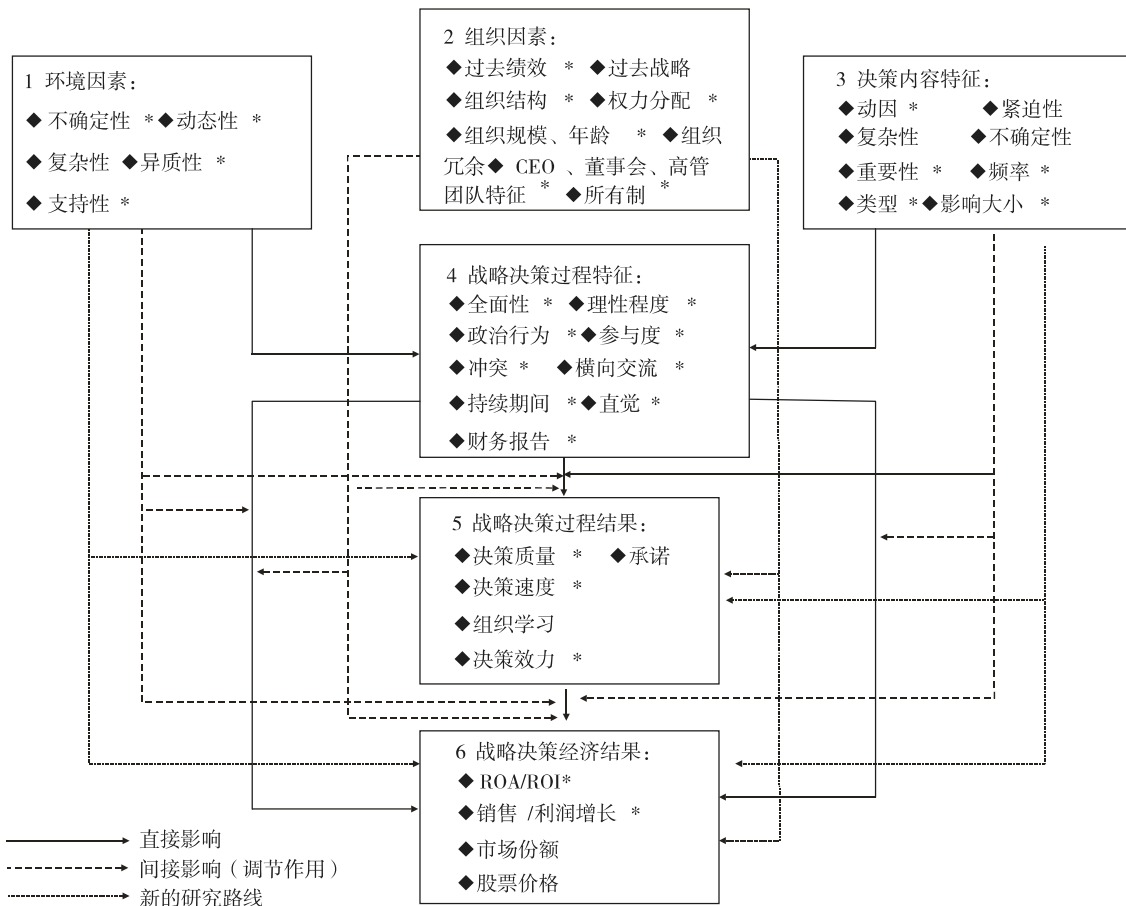 1 环境因素：
◆不确定性 *◆动态性 *
◆复杂性 ◆异质性 *
◆支持性 *
2 组织因素：
◆过去绩效 * ◆过去战略
◆组织结构 * ◆权力分配 *
◆组织规模、年龄 * ◆组织
冗余◆ CEO 、董事会、高管
团队特征 * ◆所有制 *
3 决策内容特征：
◆动因 * ◆紧迫性
◆复杂性 ◆不确定性
◆重要性 * ◆频率 *
◆类型 *◆影响大小 *
4 战略决策过程特征：
◆全面性 * ◆理性程度 *
◆政治行为 *◆参与度 *
◆冲突 * ◆横向交流 *
◆持续期间 *◆直觉 *
◆财务报告 *
5 战略决策过程结果：
◆决策质量 * ◆承诺
◆决策速度 *
◆组织学习
◆决策效力 *
6 战略决策经济结果：
◆ROA/ROI*
◆销售 /利润增长 *
◆市场份额
◆股票价格
直接影响
间接影响（调节作用）
新的研究路线